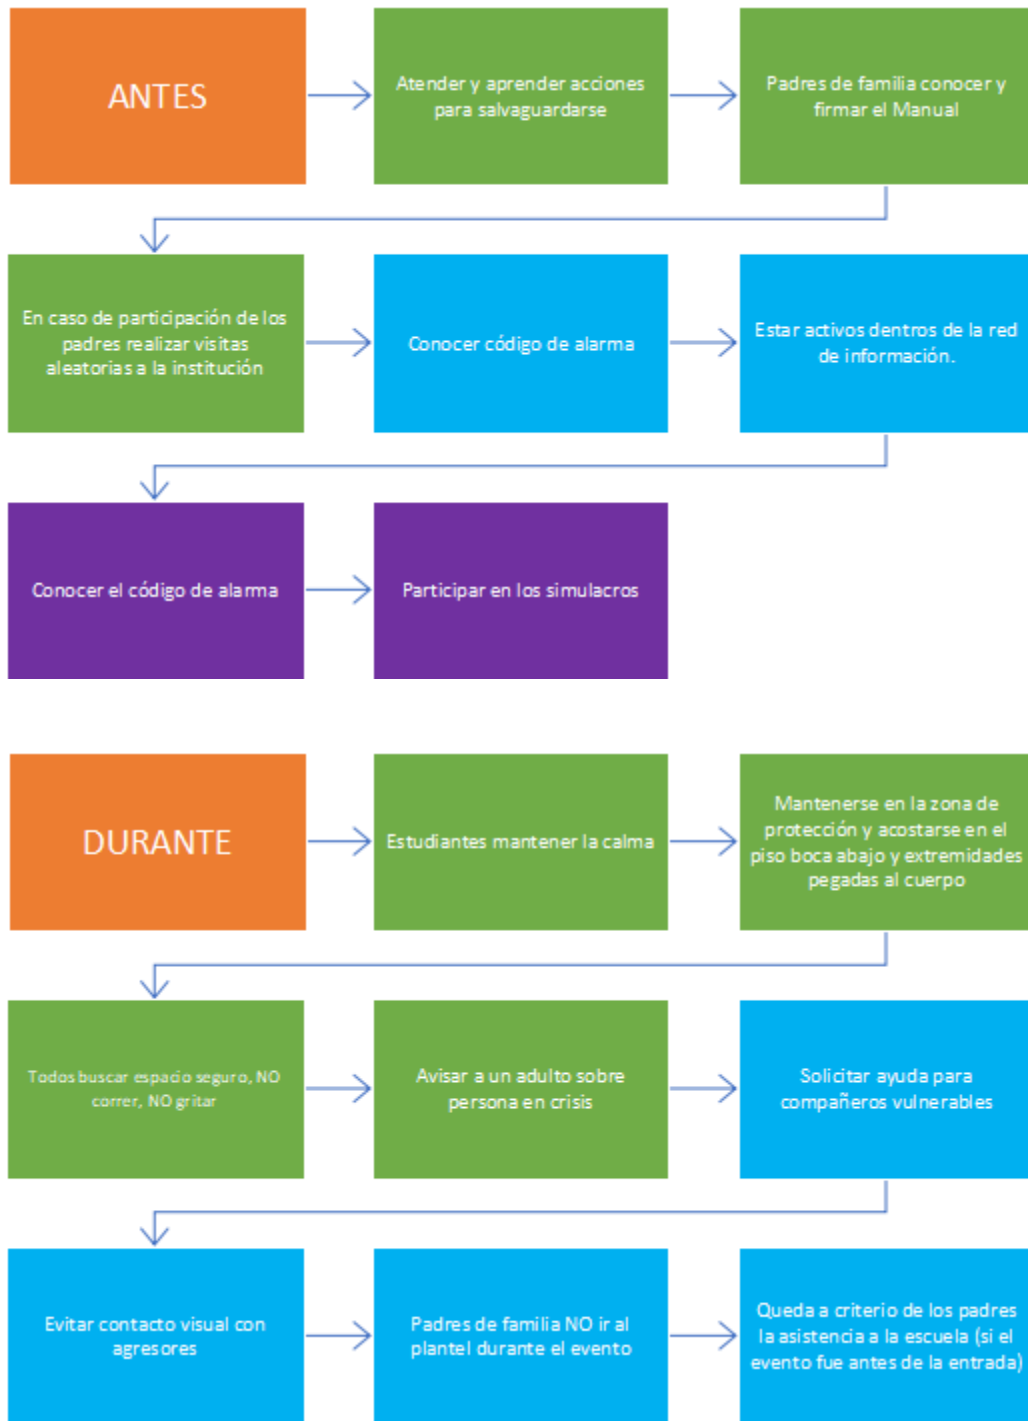 ANTES
Atender y aprender acciones
para salvaguardarse
Padres de familia conocer y
firmar el Manual
En caso de participación de los
padres realizar visitas
aleatorias a la institución
Conocer código de alarma
Estar activos dentros de la red
de información.
Conocer el código de alarma
Participar en los simulacros
DURANTE
Estudiantes mantener la calma
Mantenerse en la zona de
protección y acostarse en el
piso boca abajo y extremidades
pegadas al cuerpo
Todos buscar espacio seguro, NO
correr, NO gritar
Avisar a un adulto sobre
persona en crisis
Solicitar ayuda para
compañeros vulnerables
Evitar contacto visual con
agresores
Padres de familia NO ir al
plantel durante el evento
Queda a criterio de los padres
la asistencia a la escuela (si el
evento fue antes de la entrada)